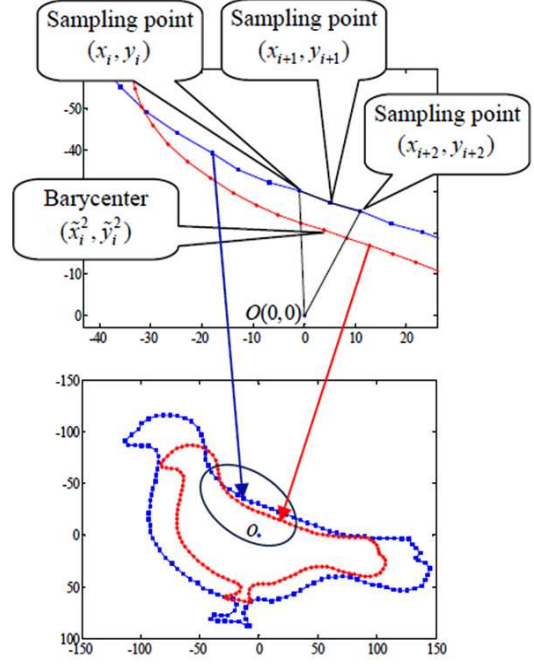 Sampling point
(x_i, y_i)
Sampling point
(x_{i+1}, y_{i+1})
Sampling point
(x_{i+2}, y_{i+2})
Barycenter
(x̃_i^2, ỹ_i^2)
-50
-40
-10
0
O(0,0)
-40 -30 -20 -10 0 10 20
-150
-100
-50
0
50
100
o
-150 -100 -50 0 50 100 150